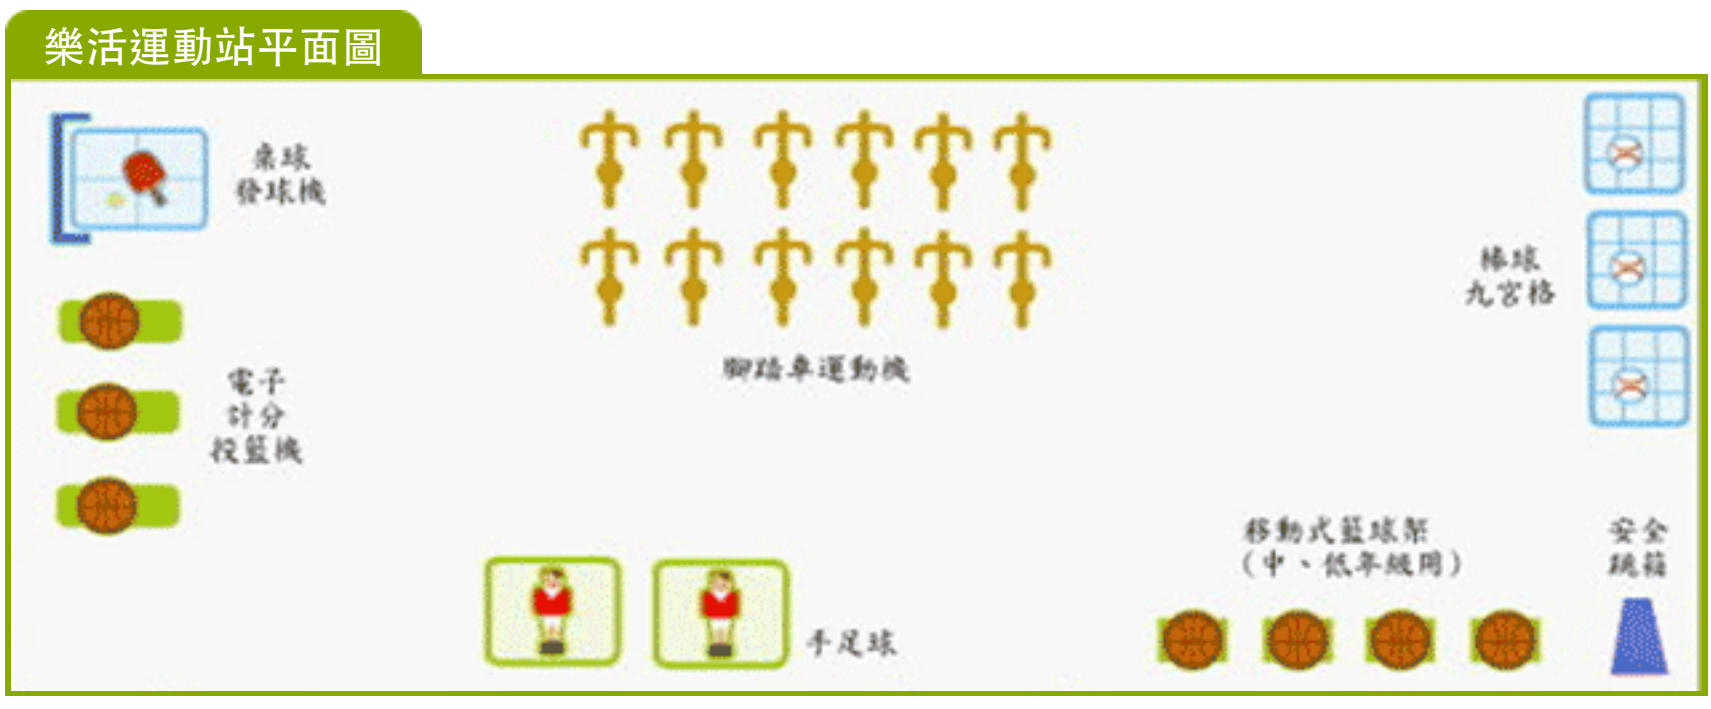 樂活運動站平面圖
桌球
發球機
腳踏車運動機
棒球
九宮格
電子
計分
投籃機
手足球
移動式籃球架
（中、低年級用）
安全
跳箱